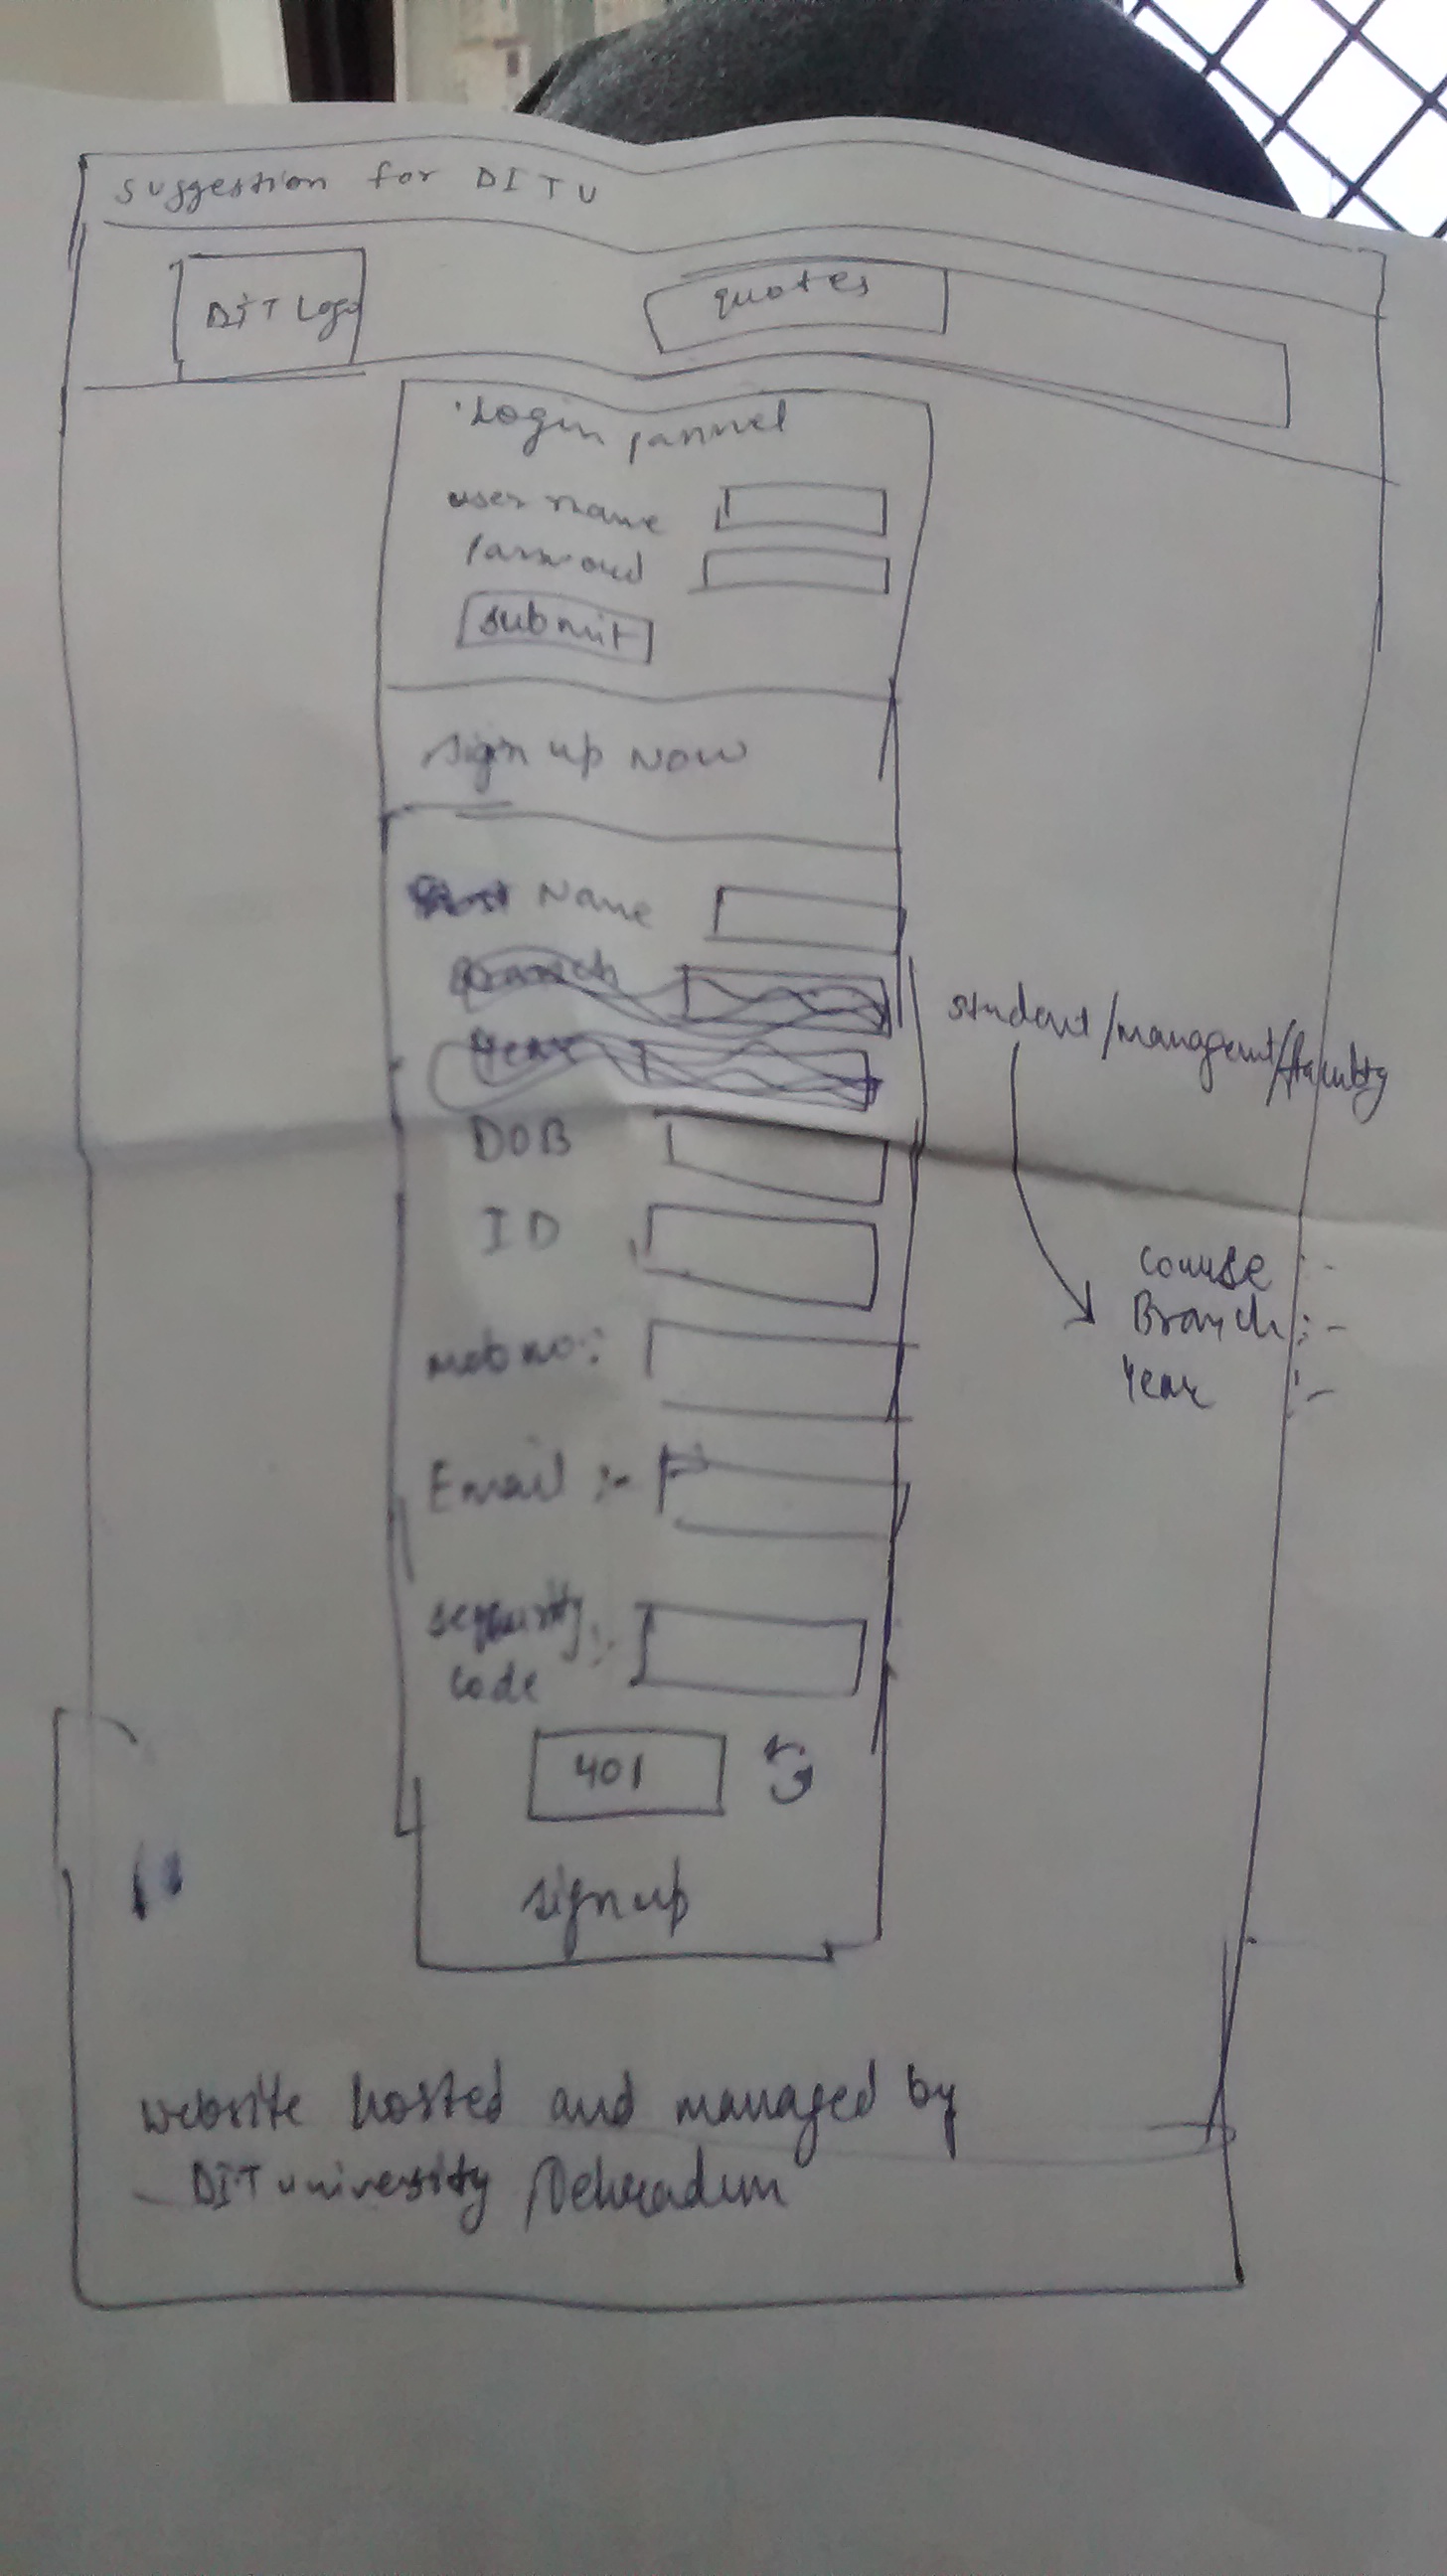 suggestion for DITU
DIT Logo
quotes
Login pannel
user name
password
submit
sign up NOW
Name
Branch
Year
student/managemt/faculty
DOB
ID
course :-
Branch :-
Year :-
mob no:
Email :-
security :-
code
401
signup
website hosted and managed by
DIT university, Dehradun